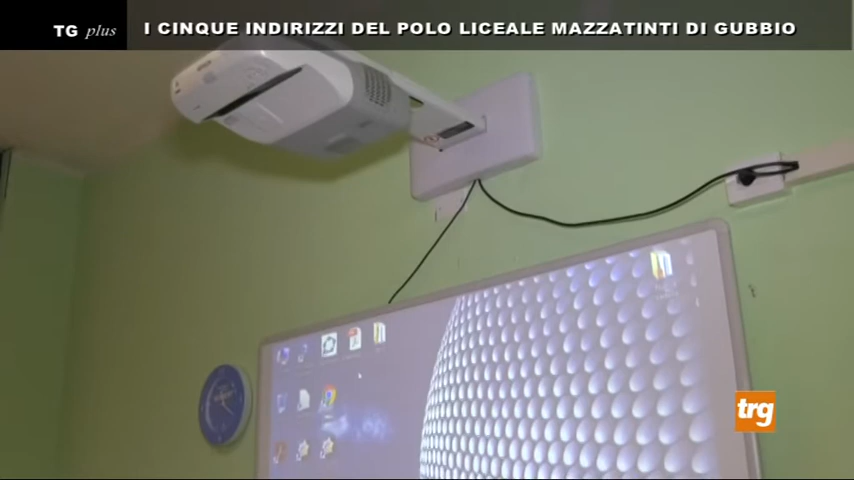 TG plus
I CINQUE INDIRIZZI DEL POLO LICEALE MAZZATINTI DI GUBBIO
trg